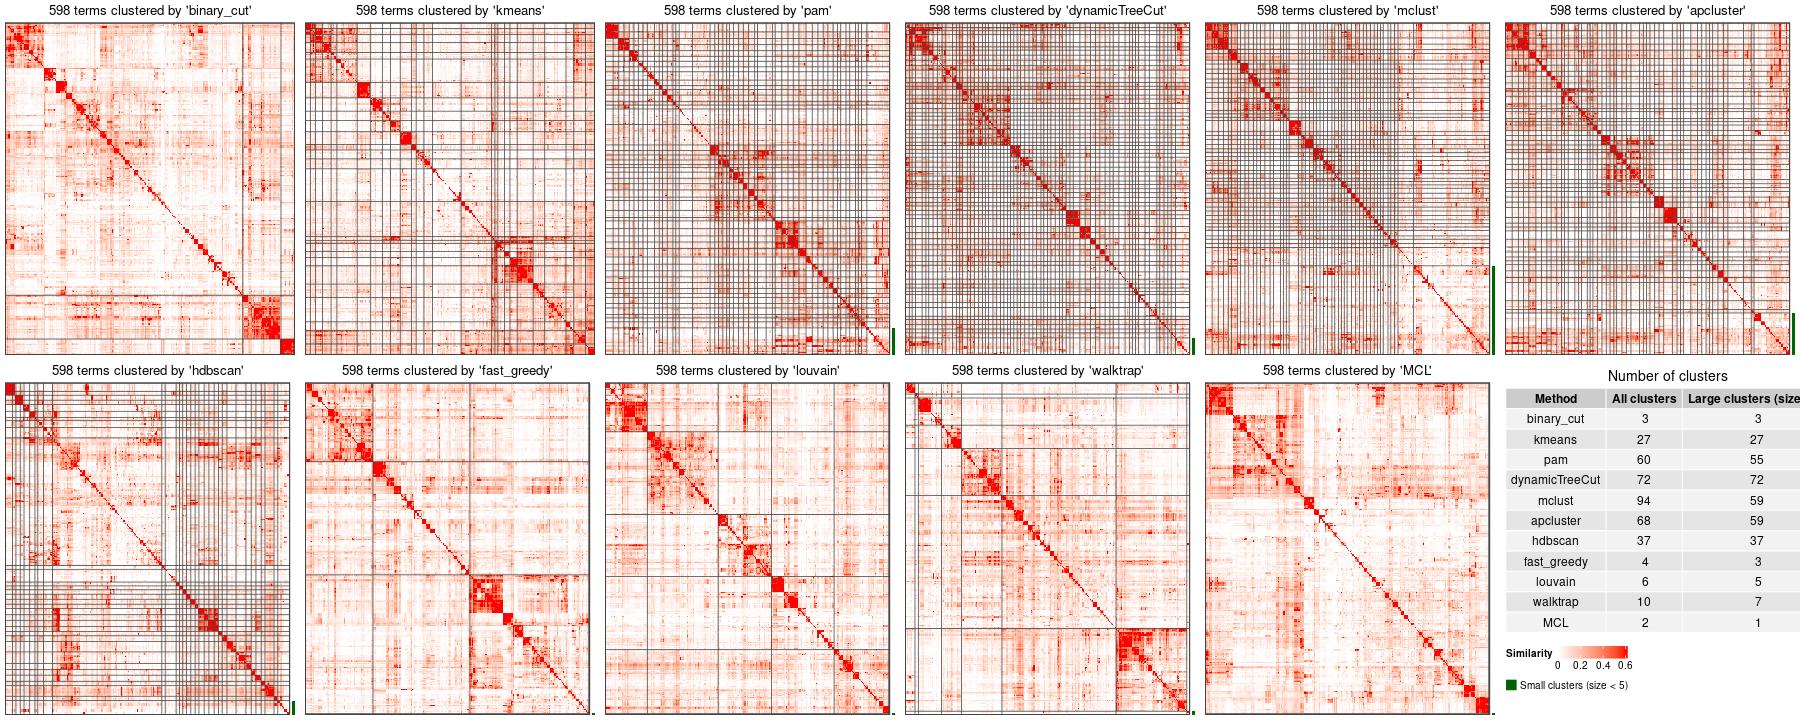 598 terms clustered by 'binary_cut'
598 terms clustered by 'kmeans'
598 terms clustered by 'pam'
598 terms clustered by 'dynamicTreeCut'
598 terms clustered by 'mclust'
598 terms clustered by 'apcluster'
598 terms clustered by 'hdbscan'
598 terms clustered by 'fast_greedy'
598 terms clustered by 'louvain'
598 terms clustered by 'walktrap'
598 terms clustered by 'MCL'
Number of clusters
Method All clusters Large clusters (size
binary_cut 3 3
kmeans 27 27
pam 60 55
dynamicTreeCut 72 72
mclust 94 59
apcluster 68 59
hdbscan 37 37
fast_greedy 4 3
louvain 6 5
walktrap 10 7
MCL 2 1
Similarity
0 0.2 0.4 0.6
Small clusters (size < 5)